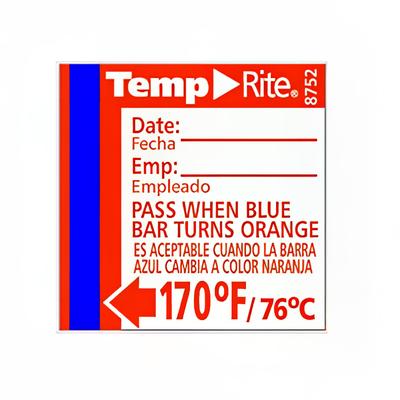 Temp Rite® 8752
Date:
Fecha
Emp:
Empleado
PASS WHEN BLUE
BAR TURNS ORANGE
ES ACEPTABLE CUANDO LA BARRA
AZUL CAMBIA A COLOR NARANJA
170ºF/76ºC